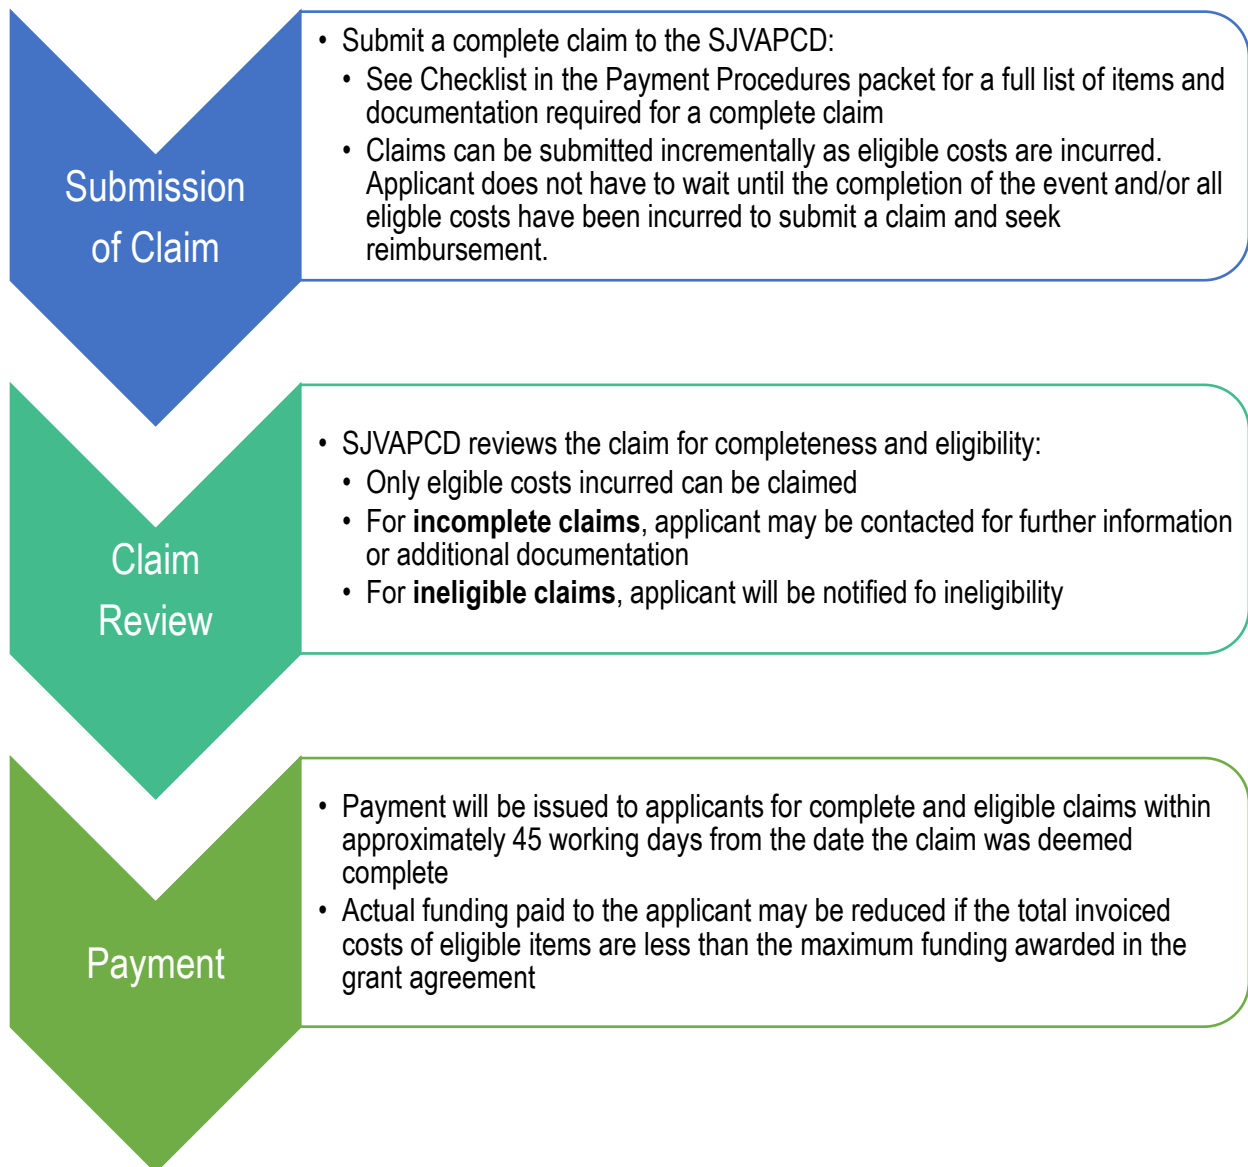 Submission
of Claim
• Submit a complete claim to the SJVAPCD:
• See Checklist in the Payment Procedures packet for a full list of items and
documentation required for a complete claim
• Claims can be submitted incrementally as eligible costs are incurred.
Applicant does not have to wait until the completion of the event and/or all
eligble costs have been incurred to submit a claim and seek
reimbursement.
Claim
Review
• SJVAPCD reviews the claim for completeness and eligibility:
• Only elgible costs incurred can be claimed
• For incomplete claims, applicant may be contacted for further information
or additional documentation
• For ineligible claims, applicant will be notified fo ineligibility
Payment
• Payment will be issued to applicants for complete and eligible claims within
approximately 45 working days from the date the claim was deemed
complete
• Actual funding paid to the applicant may be reduced if the total invoiced
costs of eligible items are less than the maximum funding awarded in the
grant agreement